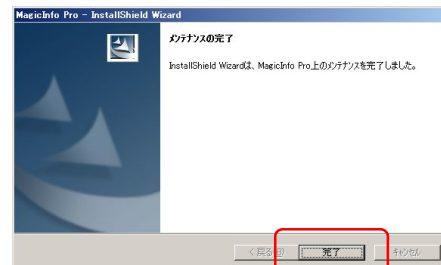 MagicInfo Pro - InstallShield Wizard
メンテナンスの完了
InstallShield Wizardは、MagicInfo Pro上のメンテナンスを完了しました。
< 戻る(B)
完了
キャンセル